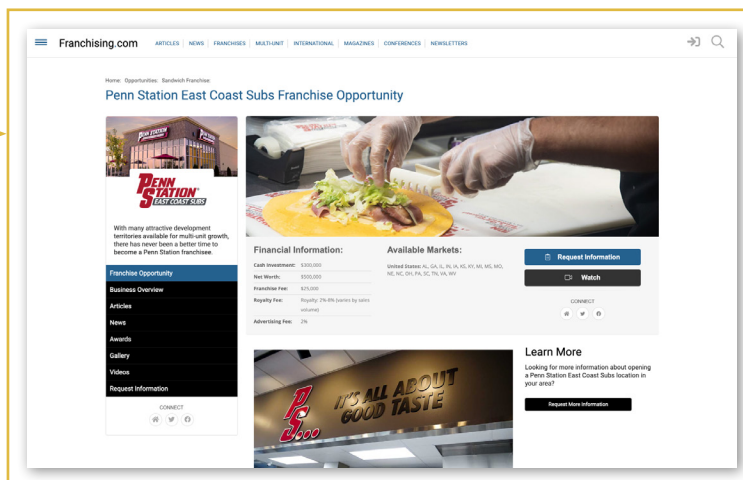 Franchising.com ARTICLES NEWS FRANCHISES MULTI-UNIT INTERNATIONAL MAGAZINES CONFERENCES NEWSLETTERS
Home: Opportunities: Sandwich Franchise:
Penn Station East Coast Subs Franchise Opportunity
PENN STATION
PENN
STATION
EAST COAST SUBS
With many attractive development
territories available for multi-unit growth,
there has never been a better time to
become a Penn Station franchisee.
Franchise Opportunity
Business Overview
Articles
News
Awards
Gallery
Videos
Request Information
CONNECT
Financial Information:
Cash Investment: $300,000
Net Worth: $500,000
Franchise Fee: $25,000
Royalty Fee: Royalty: 2%-8% (varies by sales
volume)
Advertising Fee: 2%
Available Markets:
United States: AL, GA, IL, IN, IA, KS, KY, MI, MS, MO,
NE, NC, OH, PA, SC, TN, VA, WV
Request Information
Watch
CONNECT
IT'S ALL ABOUT
GOOD TASTE
Learn More
Looking for more information about opening
a Penn Station East Coast Subs location in
your area?
Request More Information